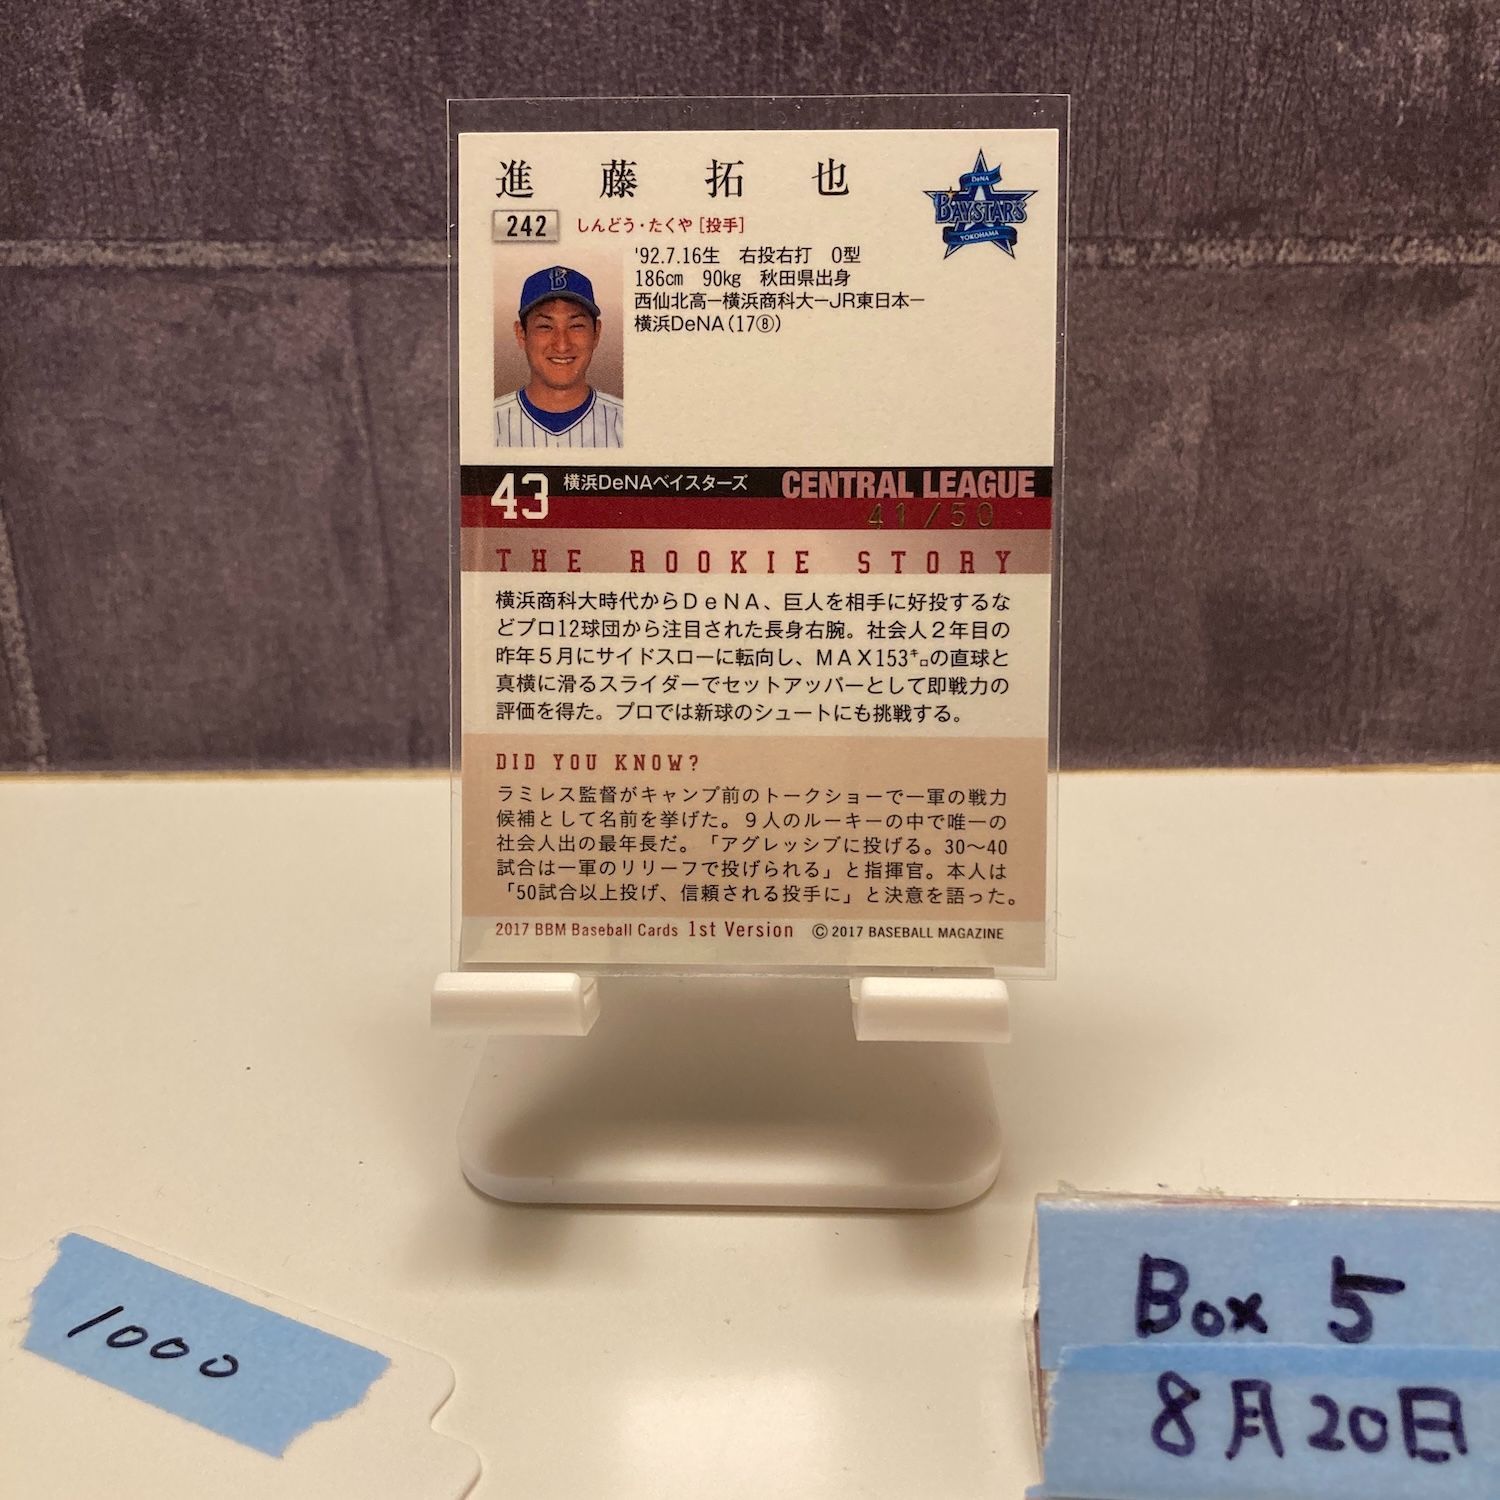 進藤拓也
DeNA
BAYSTARS
YOKOHAMA
242
しんどう・たくや[投手]
'92.7.16生 右投右打 O型
186cm 90kg 秋田県出身
西仙北高ー横浜商科大ーJR東日本ー
横浜DeNA(17⑧)
B
43 横浜DeNAベイスターズ CENTRAL LEAGUE
41/50
THE ROOKIE STORY
横浜商科大時代からDeNA、巨人を相手に好投するな
どプロ12球団から注目された長身右腕。社会人2年目の
昨年5月にサイドスローに転向し、MAX153㌔の直球と
真横に滑るスライダーでセットアッパーとして即戦力の
評価を得た。プロでは新球のシュートにも挑戦する。
DID YOU KNOW?
ラミレス監督がキャンプ前のトークショーで一軍の戦力
候補として名前を挙げた。9人のルーキーの中で唯一の
社会人出の最年長だ。「アグレッシブに投げる。30〜40
試合は一軍のリリーフで投げられる」と指揮官。本人は
「50試合以上投げ、信頼される投手に」と決意を語った。
2017 BBM Baseball Cards 1st Version © 2017 BASEBALL MAGAZINE
1000
Box 5
8月20日